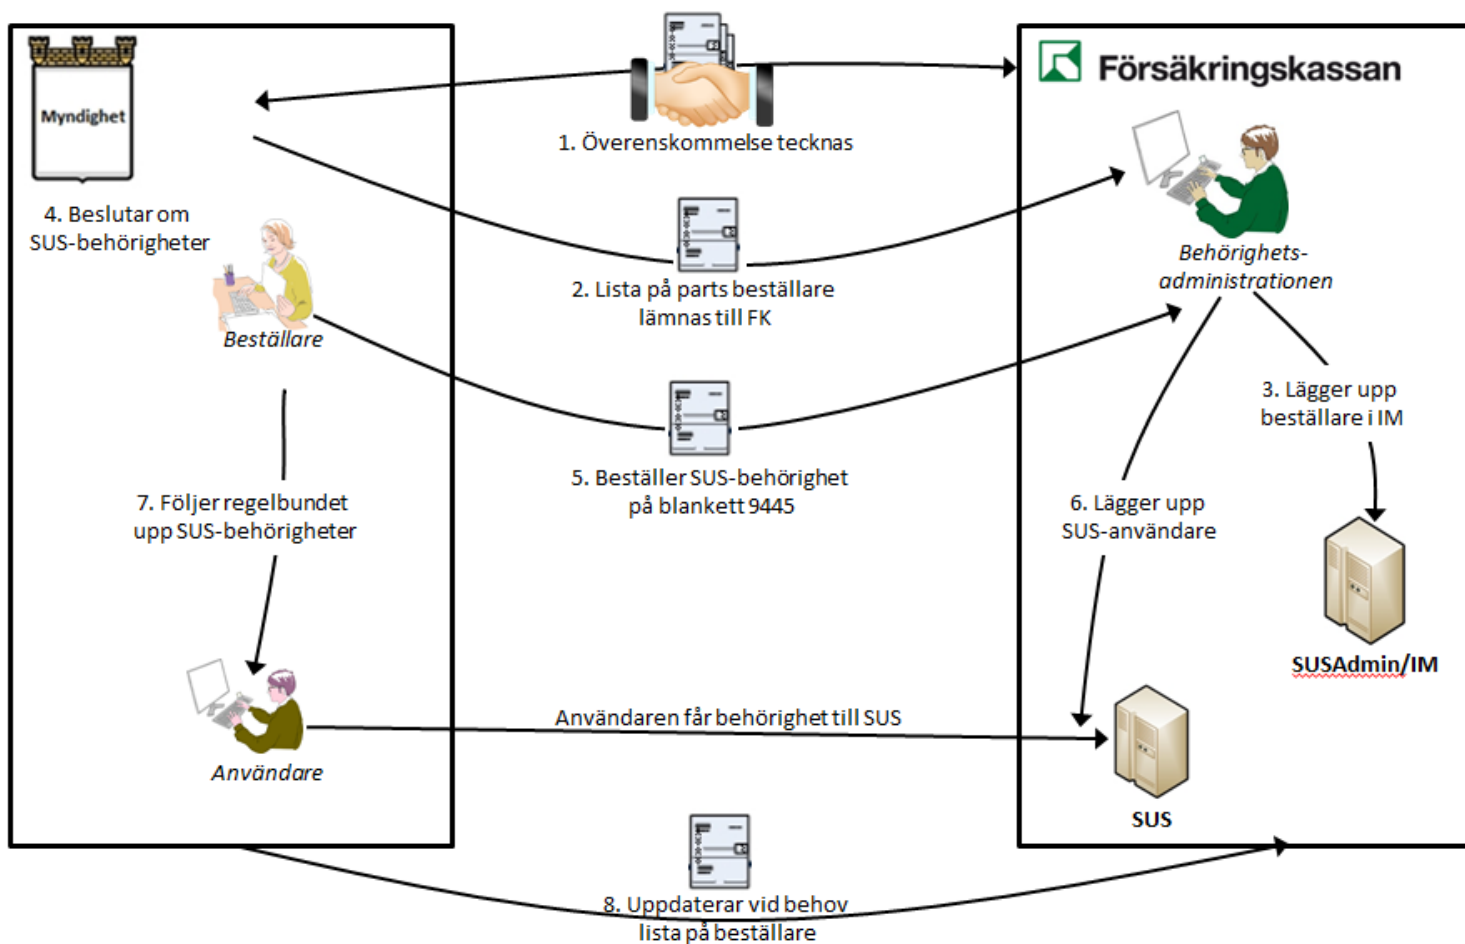 Myndighet
Försäkringskassan
1. Överenskommelse tecknas
4. Beslutar om
SUS-behörigheter
Beställare
2. Lista på parts beställare
lämnas till FK
Behörighets-
administrationen
3. Lägger upp
beställare i IM
5. Beställer SUS-behörighet
på blankett 9445
6. Lägger upp
SUS-användare
7. Följer regelbundet
upp SUS-behörigheter
SUSAdmin/IM
Användaren får behörighet till SUS
Användare
SUS
8. Uppdaterar vid behov
lista på beställare